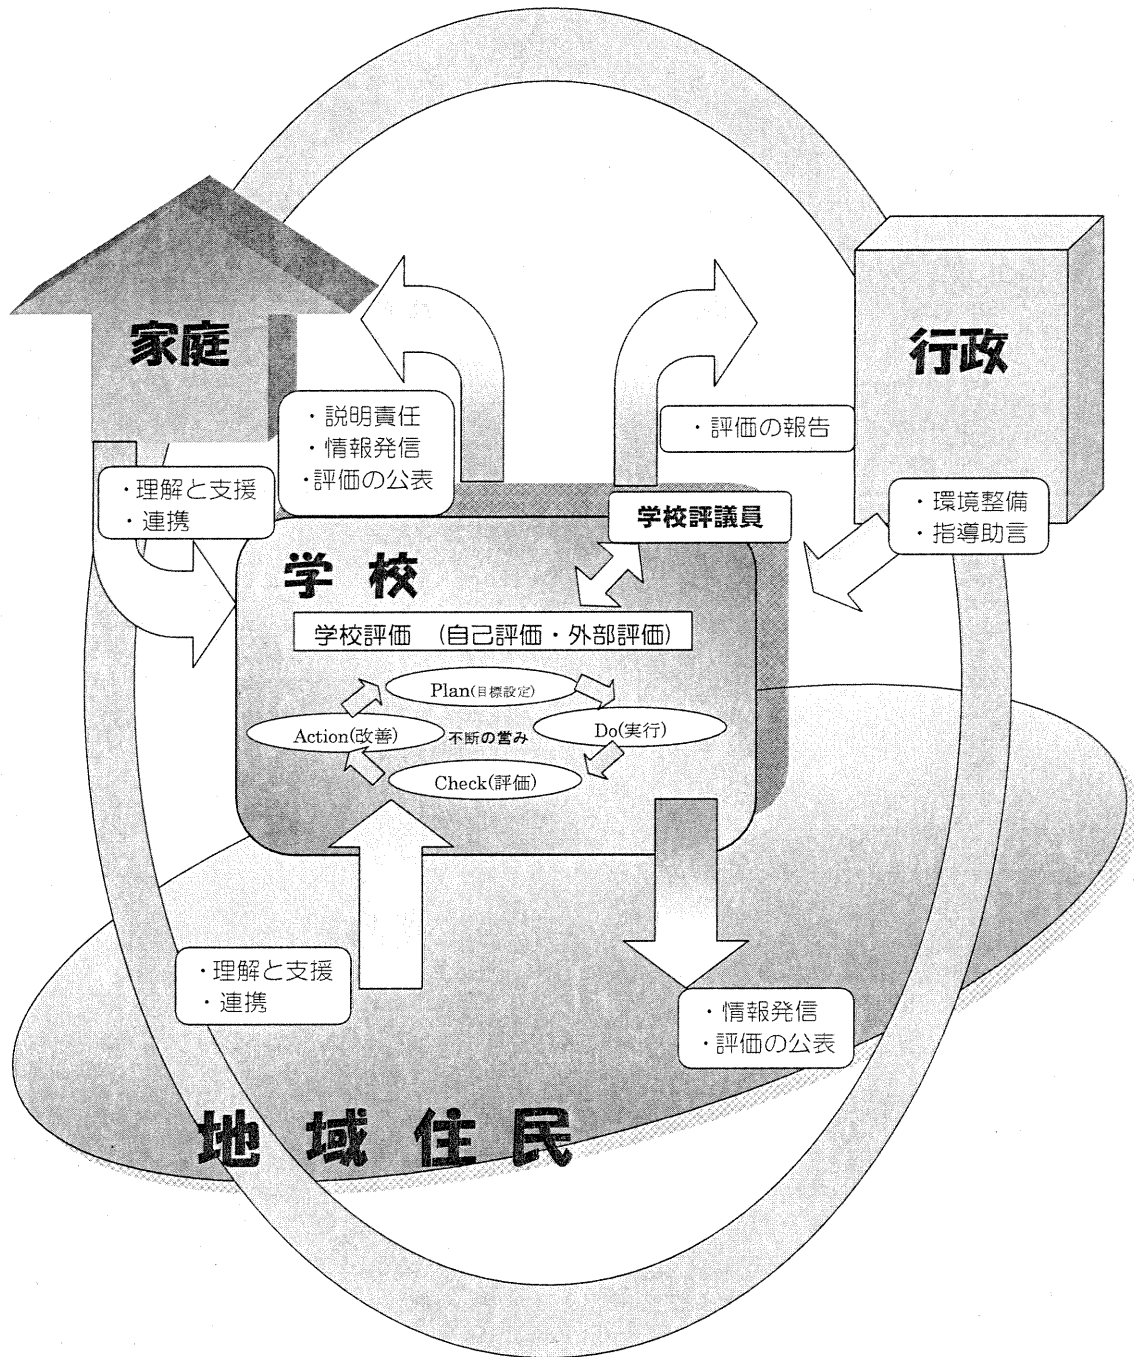 家庭
行政
・説明責任
・情報発信
・評価の公表
・評価の報告
・理解と支援
・連携
・環境整備
・指導助言
学校評議員
学 校
学校評価 (自己評価・外部評価)
Plan(目標設定)
Action(改善)
不断の営み
Do(実行)
Check(評価)
・理解と支援
・連携
・情報発信
・評価の公表
地 域 住 民